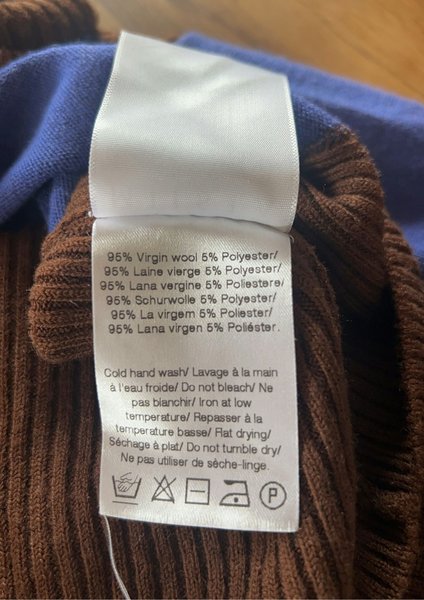 95% Virgin wool 5% Polyester/
95% Laine vierge 5% Polyester/
95% Lana vergine 5% Poliestere/
95% Schurwolle 5% Polyester/
95% La virgem 5% Poliéster/
95% Lana virgen 5% Poliéster.
Cold hand wash/ Lavage à la main
à l'eau froide/ Do not bleach/ Ne
pas blanchir/ Iron at low
temperature/ Repasser à la
temperature basse/ Flat drying/
Séchage à plat/ Do not tumble dry/
Ne pas utiliser de sèche-linge.
P